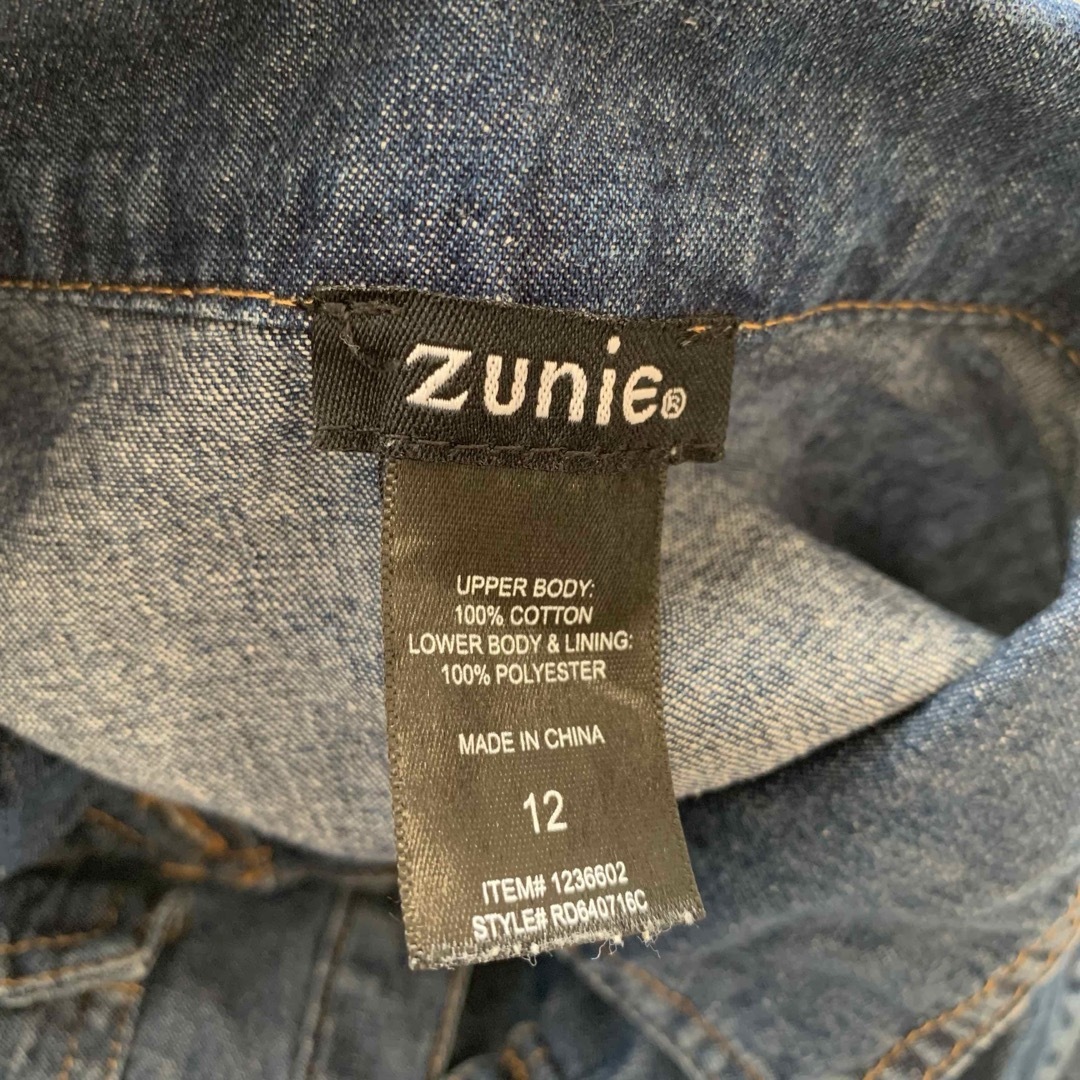 zunie®
UPPER BODY:
100% COTTON
LOWER BODY & LINING:
100% POLYESTER
MADE IN CHINA
12
ITEM# 1236602
STYLE# RD640716C